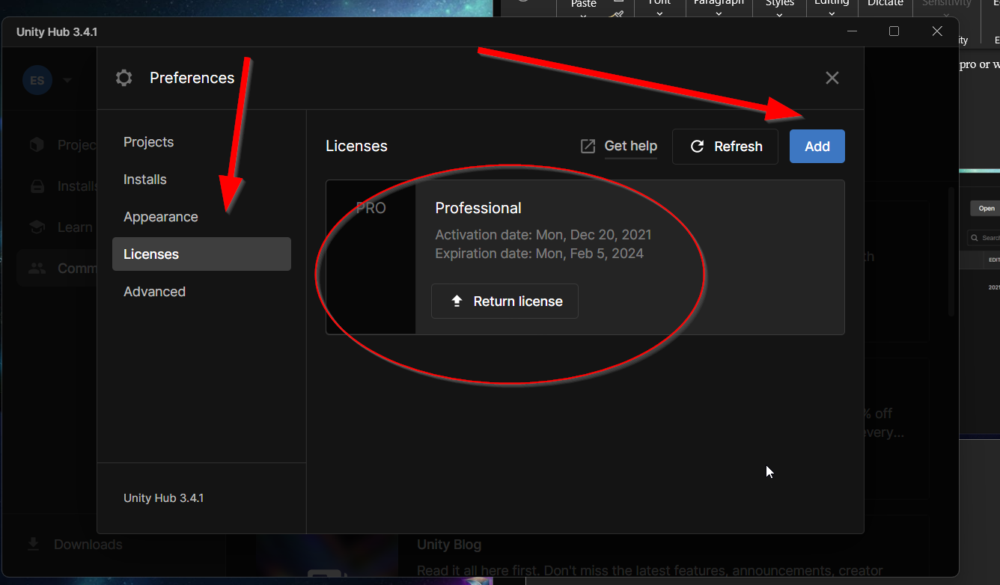 Paste
Font
Paragraph
Styles
Editing
Dictate
Sensitivity
Unity Hub 3.4.1
ity
pro or w
ES
Preferences
Projec
Installs
Learn
Comm
Projects
Installs
Appearance
Licenses
Advanced
Unity Hub 3.4.1
Licenses
Get help
Refresh
Add
PRO
Professional
Activation date: Mon, Dec 20, 2021
Expiration date: Mon, Feb 5, 2024
Return license
Open
Search
EDIT
2021
th
% off
every...
Downloads
Unity Blog
Read it all here first. Don't miss the latest features, announcements, creator